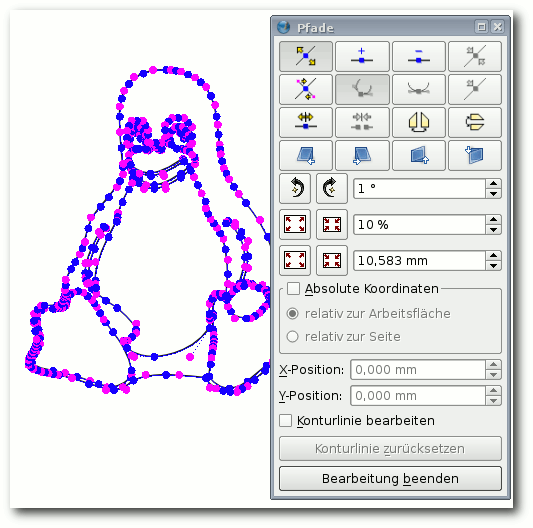 Pfade
1 °
10 %
10,583 mm
Absolute Koordinaten
relativ zur Arbeitsfläche
relativ zur Seite
X-Position: 0,000 mm
Y-Position: 0,000 mm
Konturlinie bearbeiten
Konturlinie zurücksetzen
Bearbeitung beenden